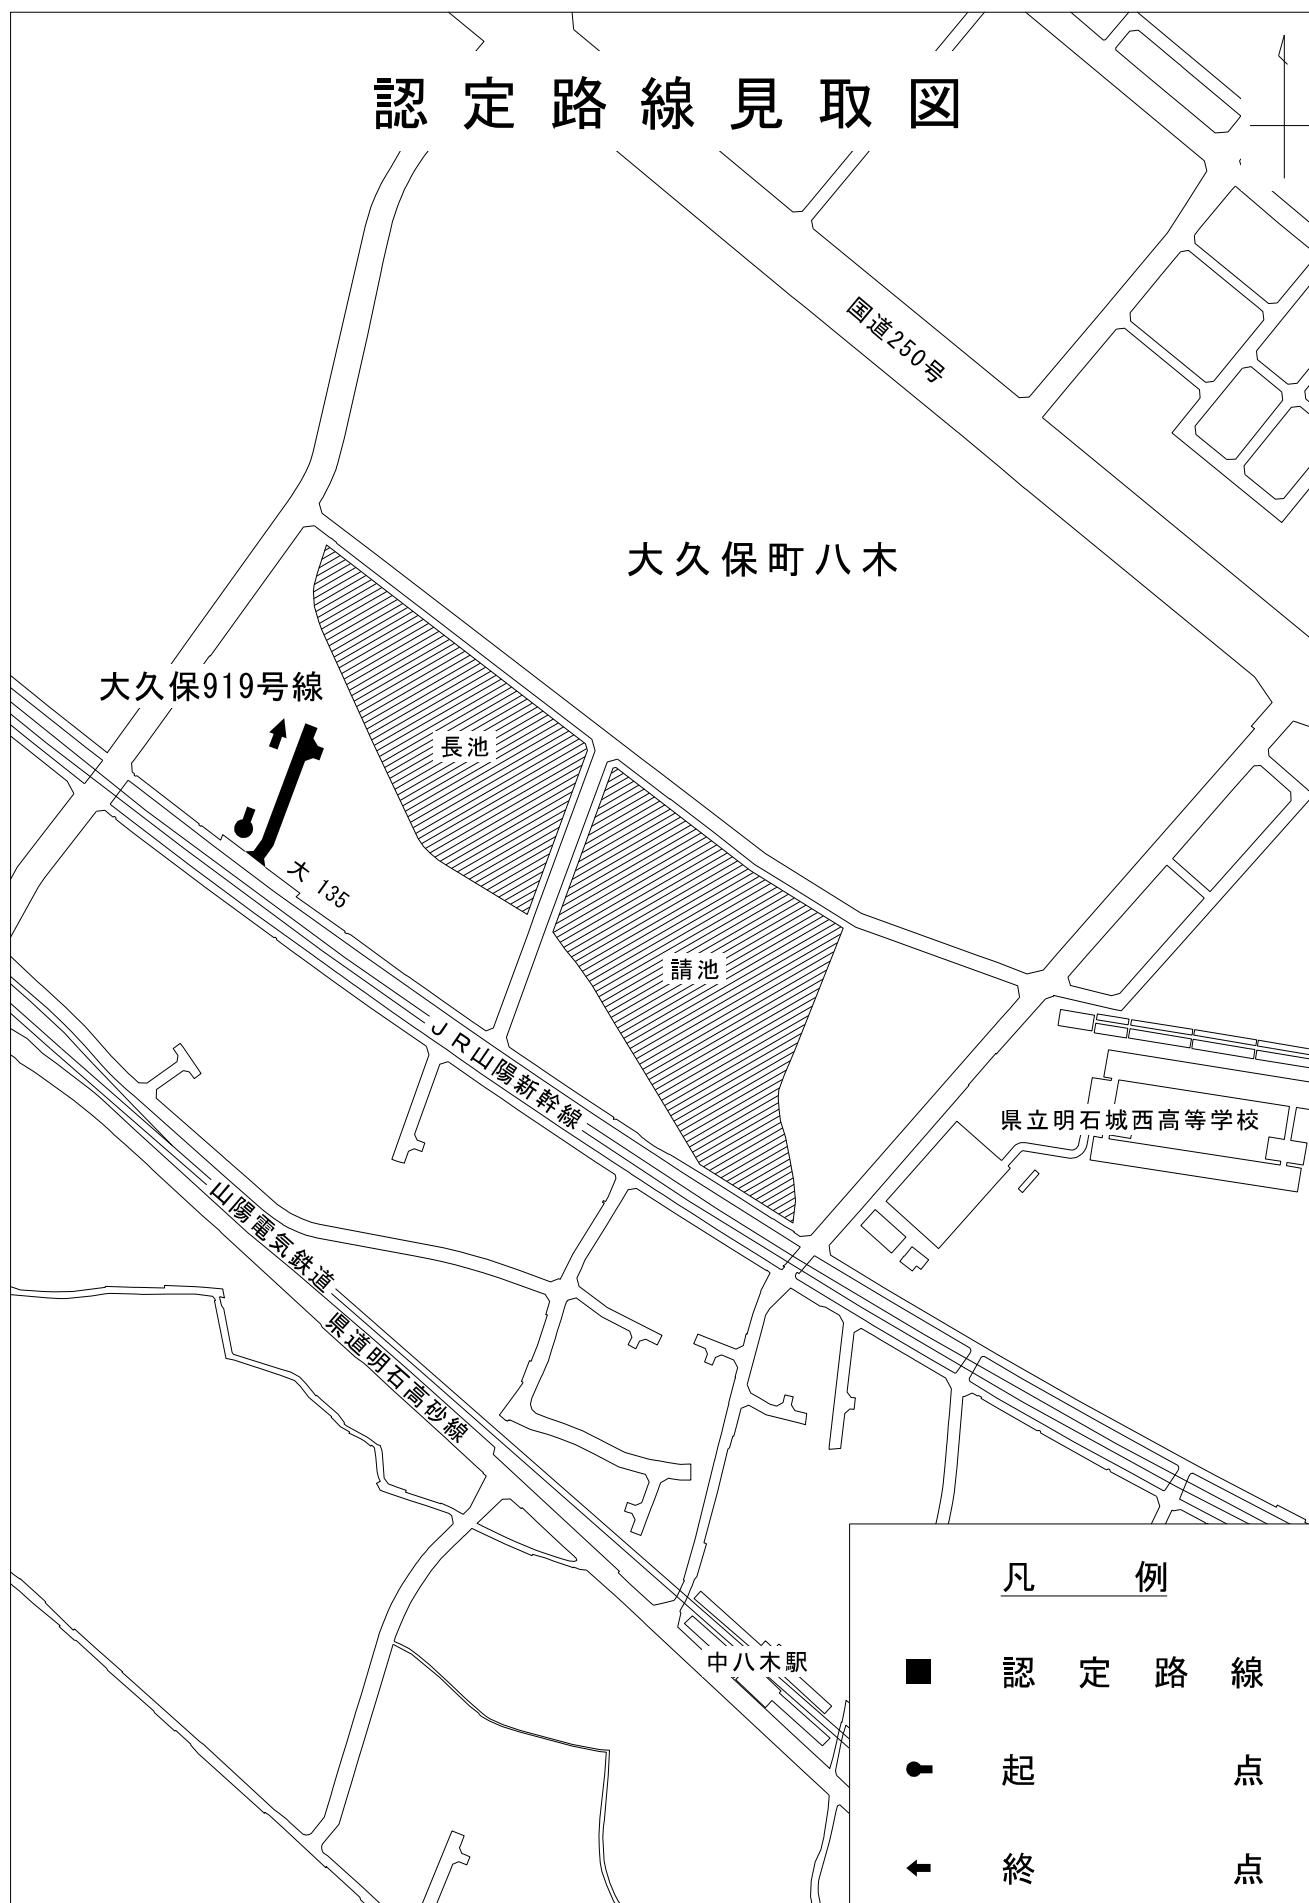 認定路線見取図
国道250号
大久保町八木
大久保919号線
長池
大 135
請池
JR山陽新幹線
県立明石城西高等学校
山陽電気鉄道
県道明石高砂線
中八木駅
凡 例
認定路線
起点
終点